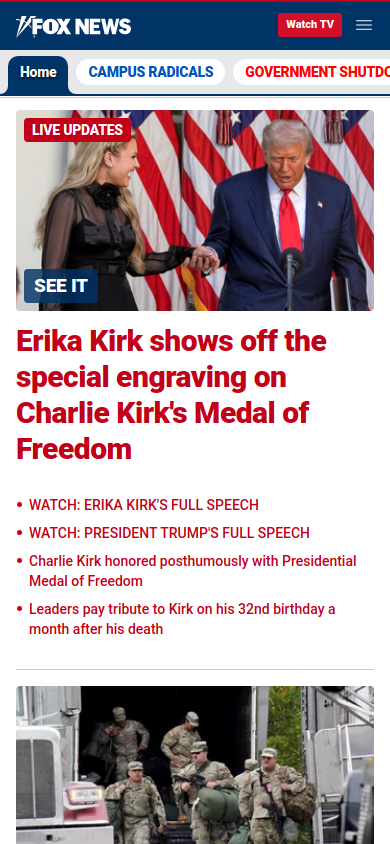 FOX NEWS
Watch TV
Home
CAMPUS RADICALS
GOVERNMENT SHUTDO
LIVE UPDATES
SEE IT
Erika Kirk shows off the
special engraving on
Charlie Kirk's Medal of
Freedom
WATCH: ERIKA KIRK'S FULL SPEECH
WATCH: PRESIDENT TRUMP'S FULL SPEECH
Charlie Kirk honored posthumously with Presidential
Medal of Freedom
Leaders pay tribute to Kirk on his 32nd birthday a
month after his death